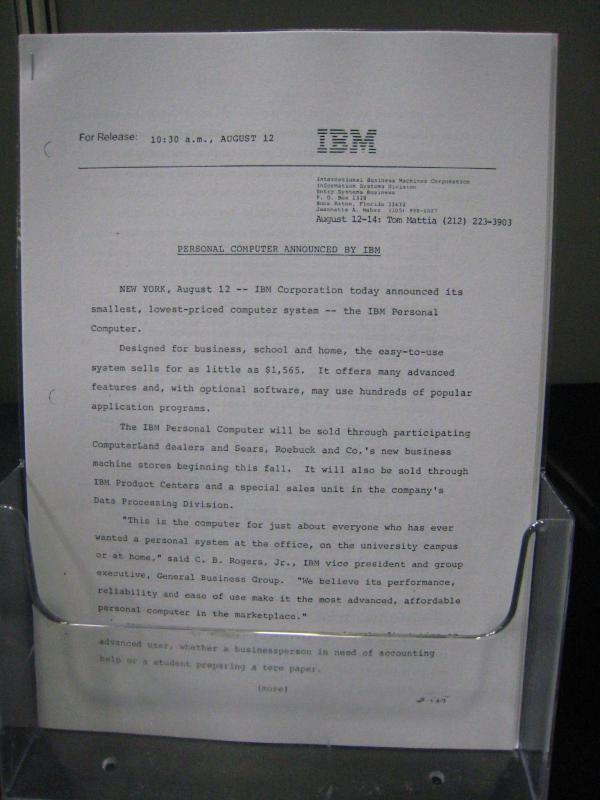 For Release: 10:30 a.m., AUGUST 12
IBM
International Business Machines Corporation
Information Systems Division
Entry Systems Business
P. O. Box 1328
Boca Raton, Florida 33432
Jeannette A. Maher
August 12-14: Tom Mattia (212) 223-3903
PERSONAL COMPUTER ANNOUNCED BY IBM
NEW YORK, August 12 -- IBM Corporation today announced its
smallest, lowest-priced computer system -- the IBM Personal
Computer.
Designed for business, school and home, the easy-to-use
system sells for as little as $1,565. It offers many advanced
features and, with optional software, may use hundreds of popular
application programs.
The IBM Personal Computer will be sold through participating
ComputerLand dealers and Sears, Roebuck and Co.'s new business
machine stores beginning this fall. It will also be sold through
IBM Product Centers and a special sales unit in the company's
Data Processing Division.
"This is the computer for just about everyone who has ever
wanted a personal system at the office, on the university campus
or at home," said C. B. Rogers, Jr., IBM vice president and group
executive, General Business Group. "We believe its performance,
reliability and ease of use make it the most advanced, affordable
personal computer in the marketplace."
advanced user, whether a businessperson in need of accounting
help or a student preparing a term paper.
(more)